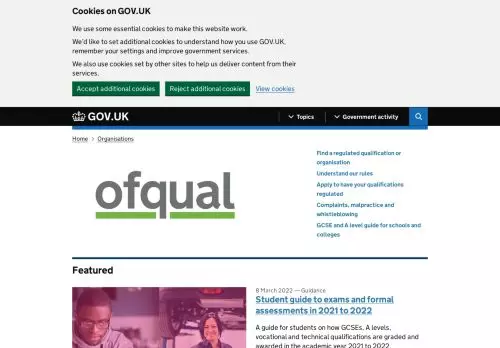 Cookies on GOV.UK
We use some essential cookies to make this website work.
We'd like to set additional cookies to understand how you use GOV.UK,
remember your settings and improve government services.
We also use cookies set by other sites to help us deliver content from their
services.
Accept additional cookies Reject additional cookies View cookies
GOV.UK Topics Government activity
Home Organisations
ofqual
Find a regulated qualification or
organisation
Understand our rules
Apply to have your qualifications
regulated
Complaints, malpractice and
whistleblowing
GCSE and A level guide for schools and
colleges
Featured
8 March 2022 — Guidance
Student guide to exams and formal
assessments in 2021 to 2022
A guide for students on how GCSEs, A levels,
vocational and technical qualifications are graded and
awarded in the academic year 2021 to 2022